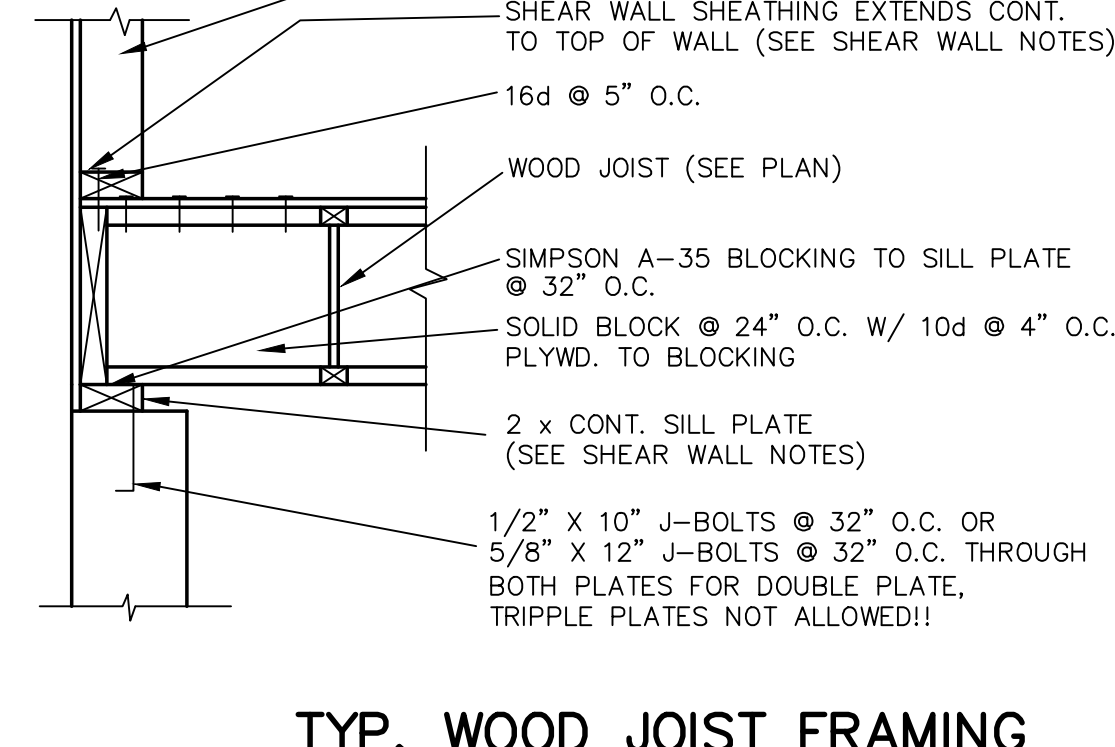 SHEAR WALL SHEATHING EXTENDS CONT.
TO TOP OF WALL (SEE SHEAR WALL NOTES)
16d @ 5" O.C.
WOOD JOIST (SEE PLAN)
SIMPSON A-35 BLOCKING TO SILL PLATE
@ 32" O.C.
SOLID BLOCK @ 24" O.C. W/ 10d @ 4" O.C.
PLYWD. TO BLOCKING
2 x CONT. SILL PLATE
(SEE SHEAR WALL NOTES)
1/2" X 10" J-BOLTS @ 32" O.C. OR
5/8" X 12" J-BOLTS @ 32" O.C. THROUGH
BOTH PLATES FOR DOUBLE PLATE,
TRIPPLE PLATES NOT ALLOWED!!
TYP. WOOD JOIST FRAMING